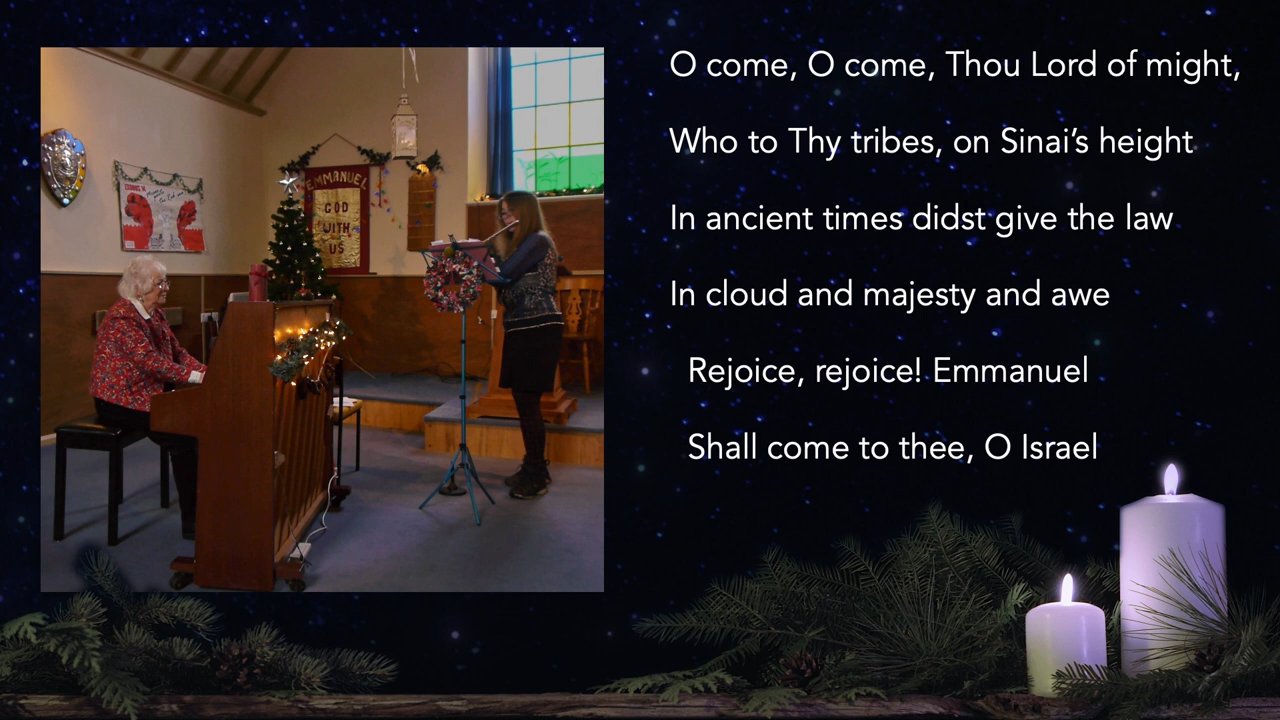 EMMANUEL
GOD
WITH
US
O come, O come, Thou Lord of might,
Who to Thy tribes, on Sinai’s height
In ancient times didst give the law
In cloud and majesty and awe
Rejoice, rejoice! Emmanuel
Shall come to thee, O Israel